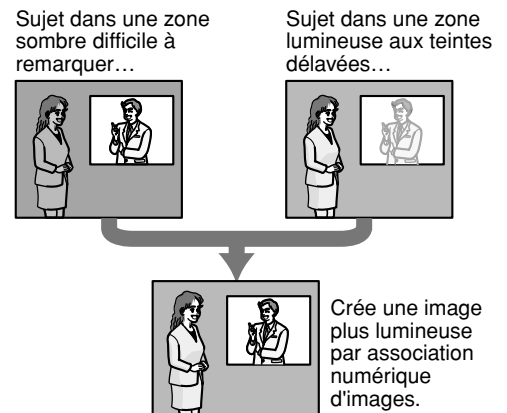 Sujet dans une zone
sombre difficile à
remarquer…
Sujet dans une zone
lumineuse aux teintes
délavées…
Crée une image
plus lumineuse
par association
numérique
d'images.